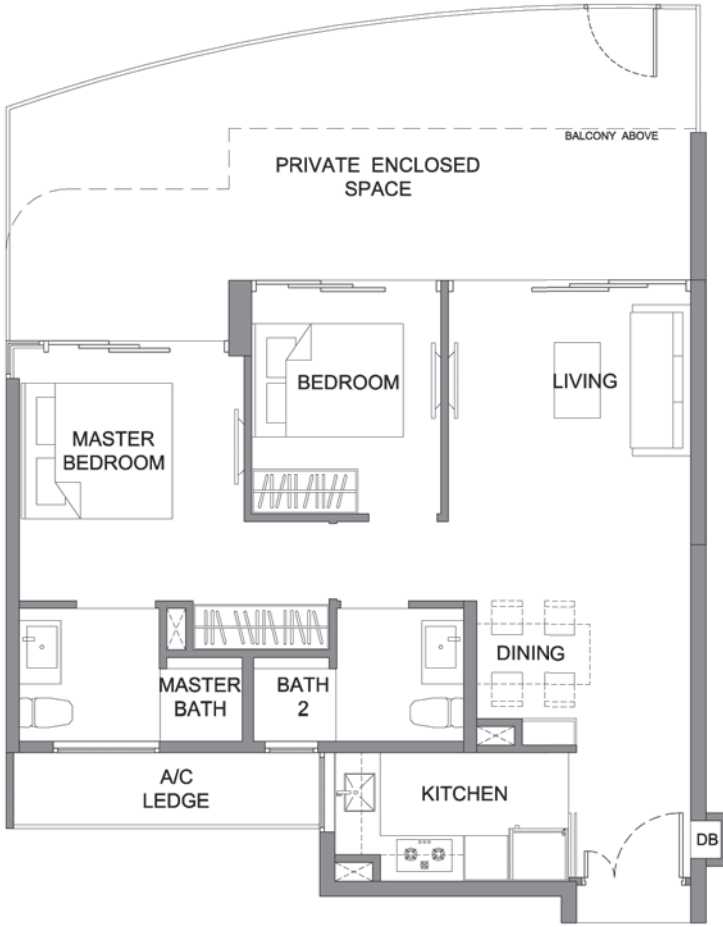 BALCONY ABOVE
PRIVATE ENCLOSED
SPACE
BEDROOM
LIVING
MASTER
BEDROOM
DINING
MASTER
BATH
BATH
2
A/C
LEDGE
KITCHEN
DB